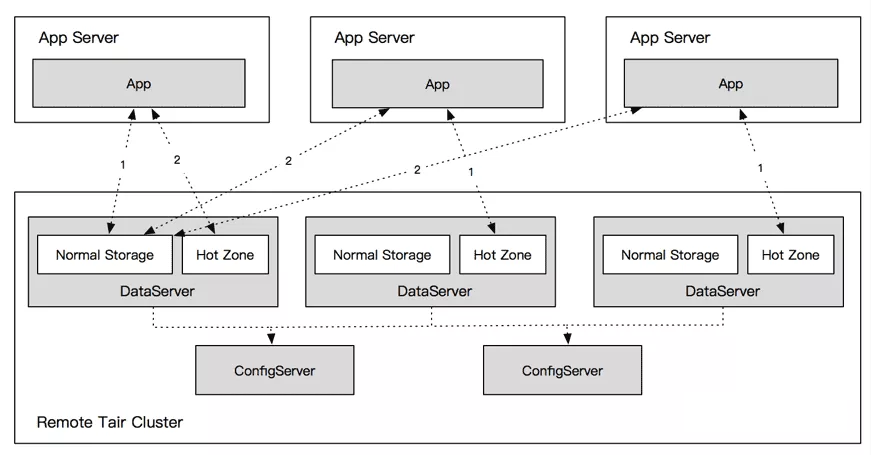 App Server
App Server
App Server
App
App
App
1
2
2
1
2
1
Normal Storage
Hot Zone
Normal Storage
Hot Zone
Normal Storage
Hot Zone
DataServer
DataServer
DataServer
ConfigServer
ConfigServer
Remote Tair Cluster